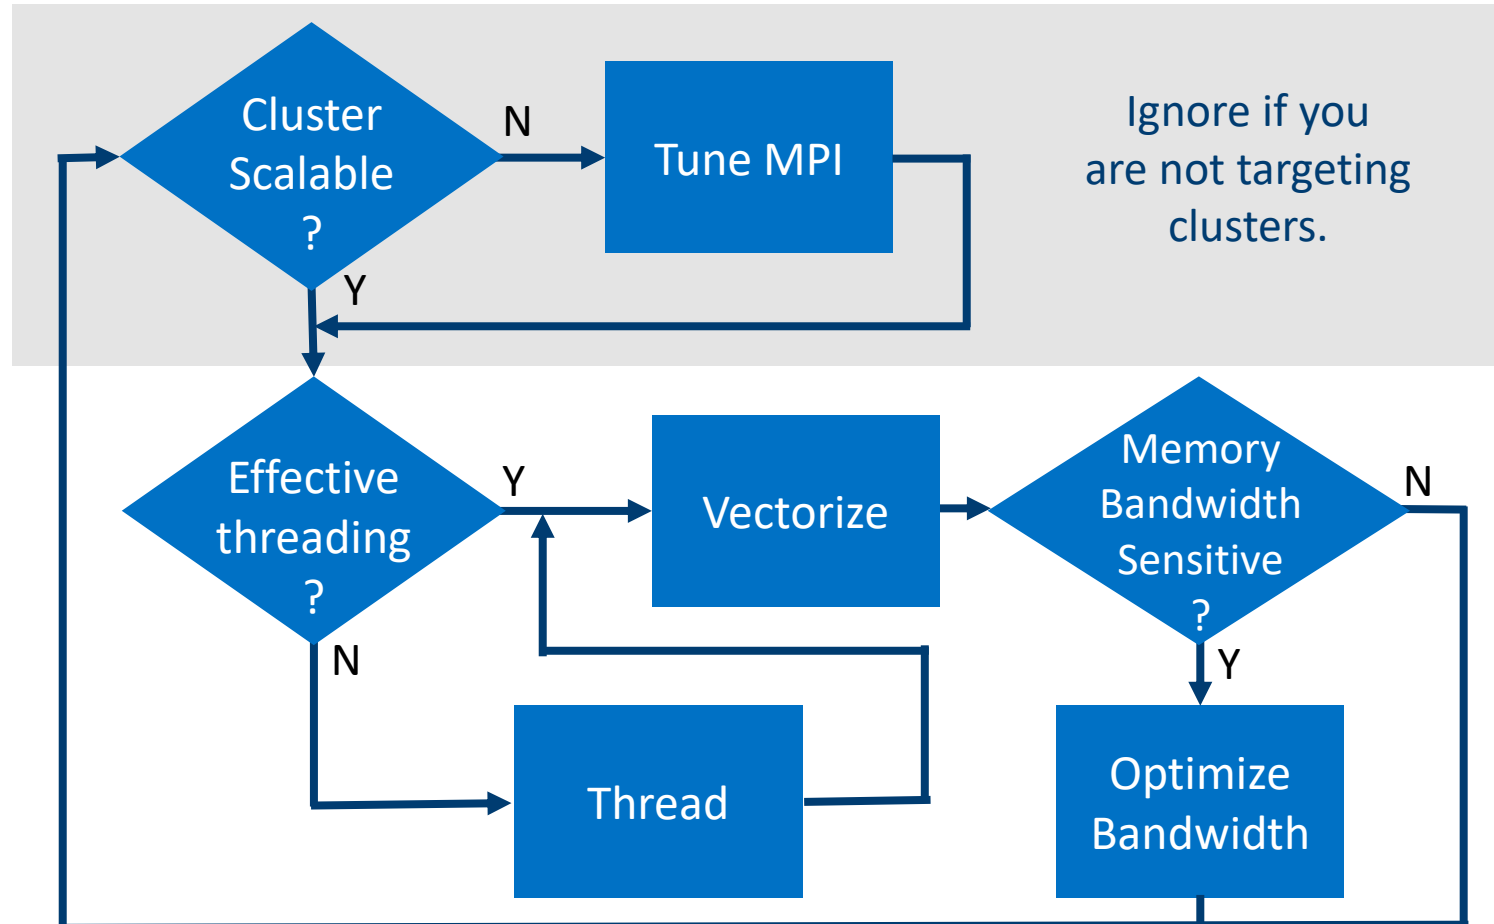 Cluster
Scalable
?
N
Tune MPI
Ignore if you
are not targeting
clusters.
Y
Effective
threading
?
Y
Vectorize
Memory
Bandwidth
Sensitive
?
N
N
Y
Thread
Optimize
Bandwidth